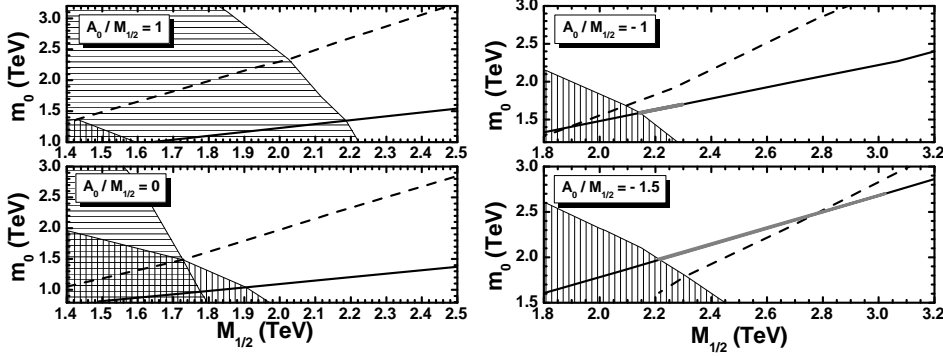 A₀ / M₁/₂ = 1
m₀ (TeV)
3.0
2.5
2.0
1.5
1.0
1.4 1.5 1.6 1.7 1.8 1.9 2.0 2.1 2.2 2.3 2.4 2.5
A₀ / M₁/₂ = - 1
m₀ (TeV)
3.0
2.5
2.0
1.5
1.8 2.0 2.2 2.4 2.6 2.8 3.0 3.2
A₀ / M₁/₂ = 0
m₀ (TeV)
3.0
2.5
2.0
1.5
1.0
1.4 1.5 1.6 1.7 1.8 1.9 2.0 2.1 2.2 2.3 2.4 2.5
M₁/₂ (TeV)
A₀ / M₁/₂ = - 1.5
m₀ (TeV)
3.0
2.5
2.0
1.5
1.8 2.0 2.2 2.4 2.6 2.8 3.0 3.2
M₁/₂ (TeV)